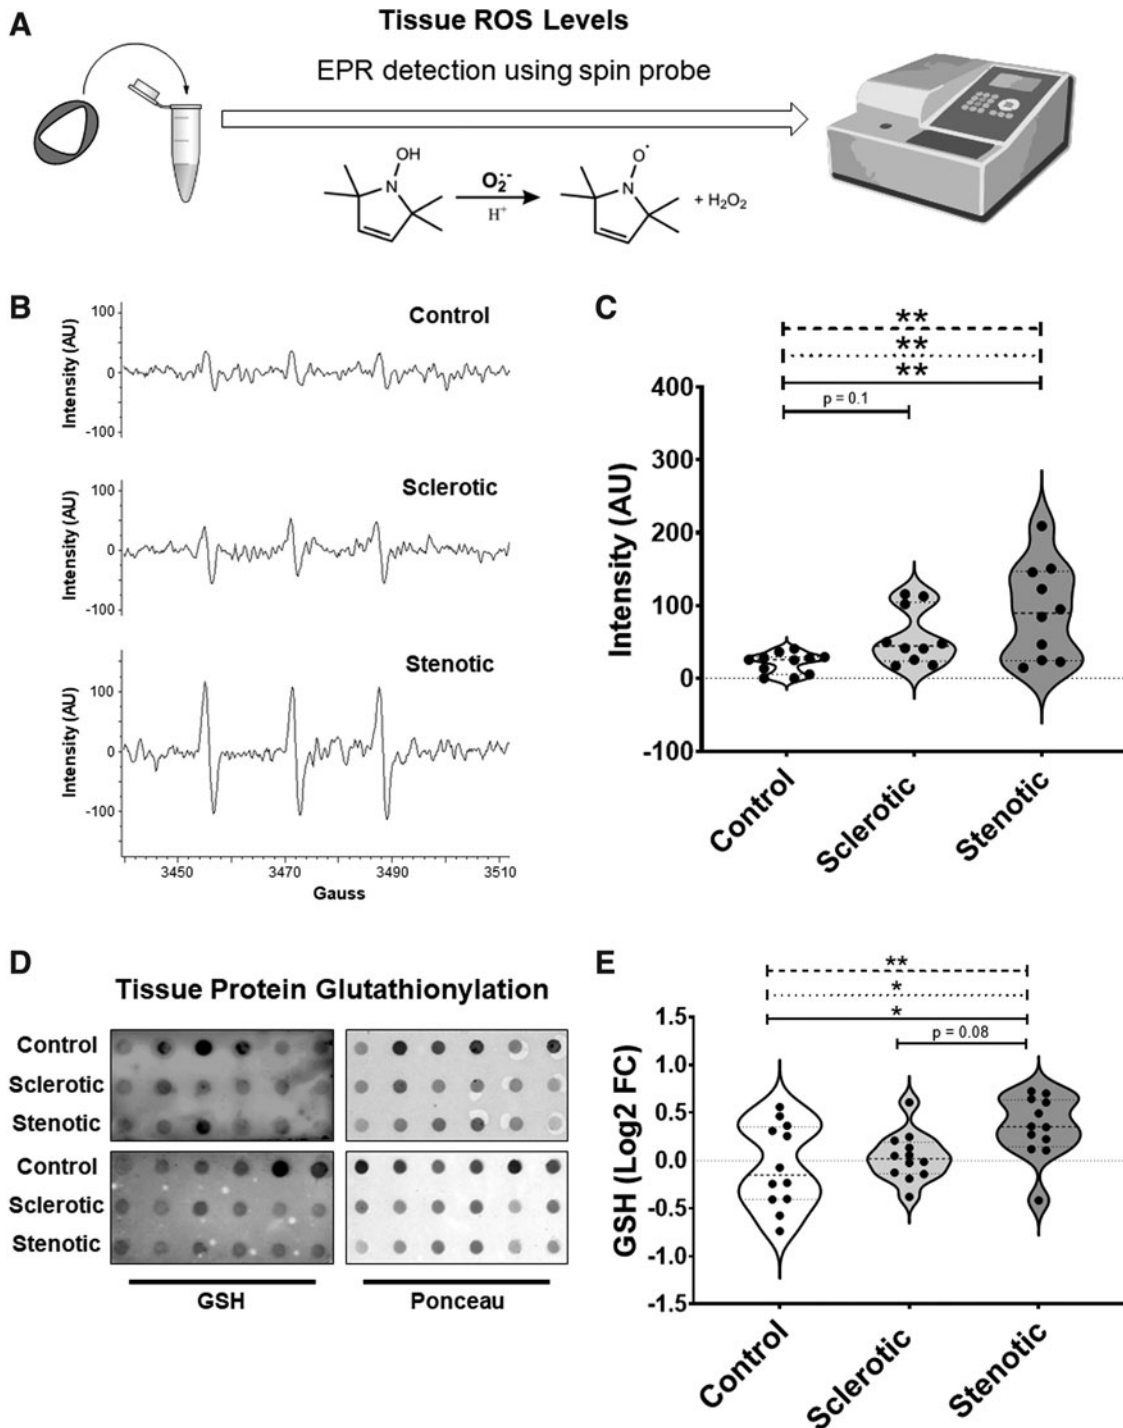 A
Tissue ROS Levels
EPR detection using spin probe
OH
N
O₂·̄
H⁺
O·
N
+ H₂O₂
B
Control
Intensity (AU)
100
0
-100
Sclerotic
Intensity (AU)
100
0
-100
Stenotic
Intensity (AU)
100
0
-100
3450
3470
3490
3510
Gauss
C
**
**
**
p = 0.1
Intensity (AU)
400
300
200
100
0
-100
Control
Sclerotic
Stenotic
D
Tissue Protein Glutathionylation
Control
Sclerotic
Stenotic
Control
Sclerotic
Stenotic
GSH
Ponceau
E
**
*
*
p = 0.08
GSH (Log2 FC)
1.5
1.0
0.5
0.0
-0.5
-1.0
-1.5
Control
Sclerotic
Stenotic